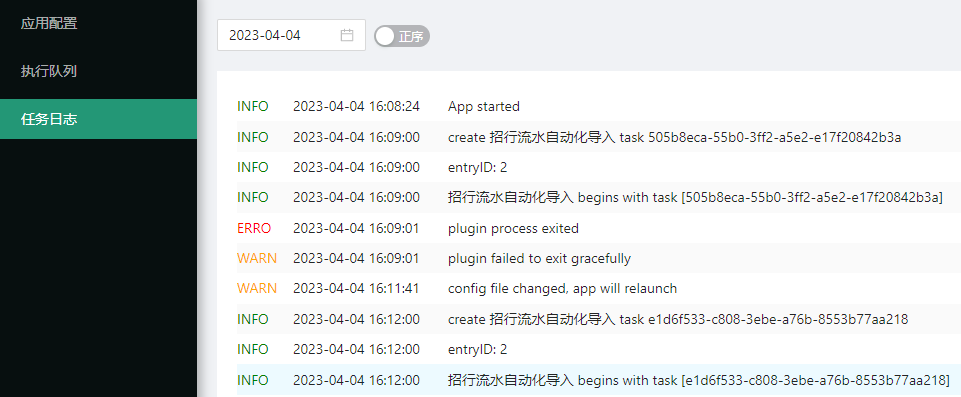 应用配置
执行队列
任务日志
2023-04-04 正序
INFO 2023-04-04 16:08:24 App started
INFO 2023-04-04 16:09:00 create 招行流水自动化导入 task 505b8eca-55b0-3ff2-a5e2-e17f20842b3a
INFO 2023-04-04 16:09:00 entryID: 2
INFO 2023-04-04 16:09:00 招行流水自动化导入 begins with task [505b8eca-55b0-3ff2-a5e2-e17f20842b3a]
ERRO 2023-04-04 16:09:01 plugin process exited
WARN 2023-04-04 16:09:01 plugin failed to exit gracefully
WARN 2023-04-04 16:11:41 config file changed, app will relaunch
INFO 2023-04-04 16:12:00 create 招行流水自动化导入 task e1d6f533-c808-3ebe-a76b-8553b77aa218
INFO 2023-04-04 16:12:00 entryID: 2
INFO 2023-04-04 16:12:00 招行流水自动化导入 begins with task [e1d6f533-c808-3ebe-a76b-8553b77aa218]